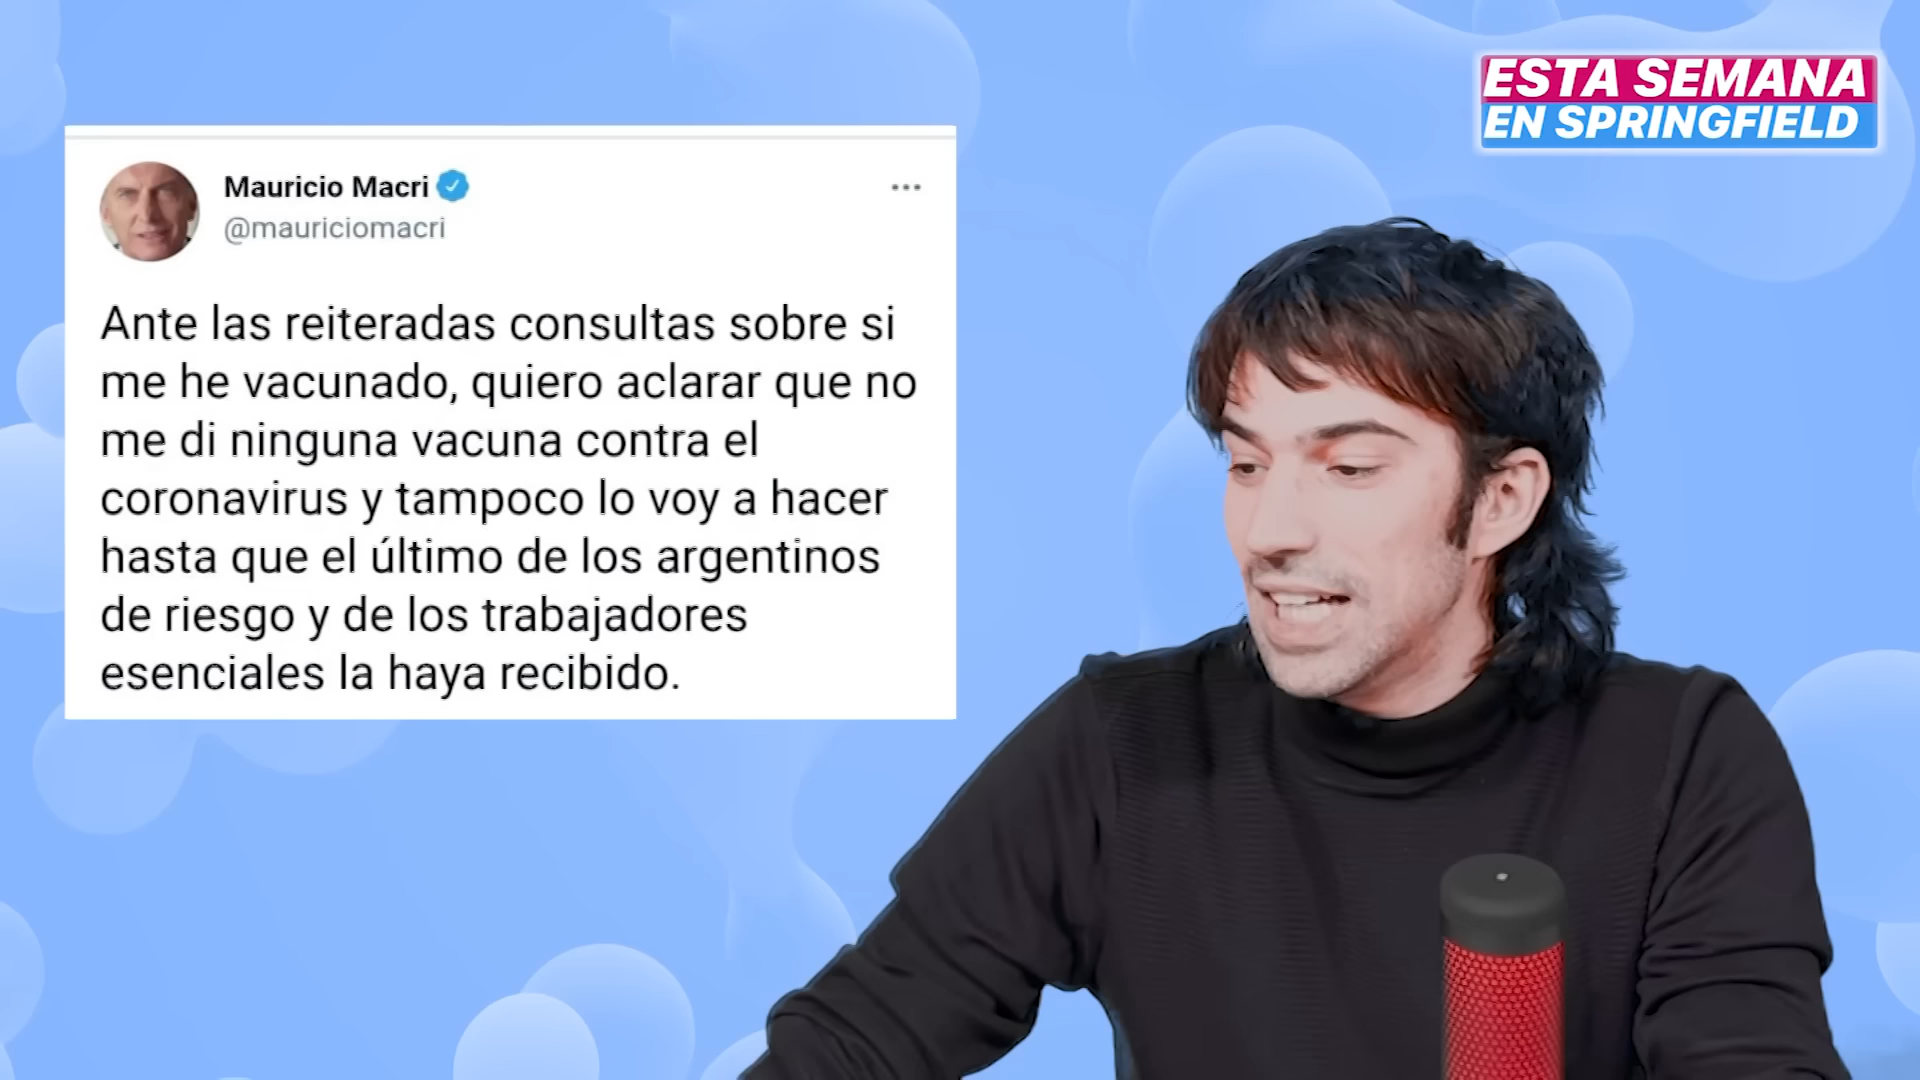 ESTA SEMANA
EN SPRINGFIELD
Mauricio Macri
@mauriciomacri
Ante las reiteradas consultas sobre si
me he vacunado, quiero aclarar que no
me di ninguna vacuna contra el
coronavirus y tampoco lo voy a hacer
hasta que el último de los argentinos
de riesgo y de los trabajadores
esenciales la haya recibido.